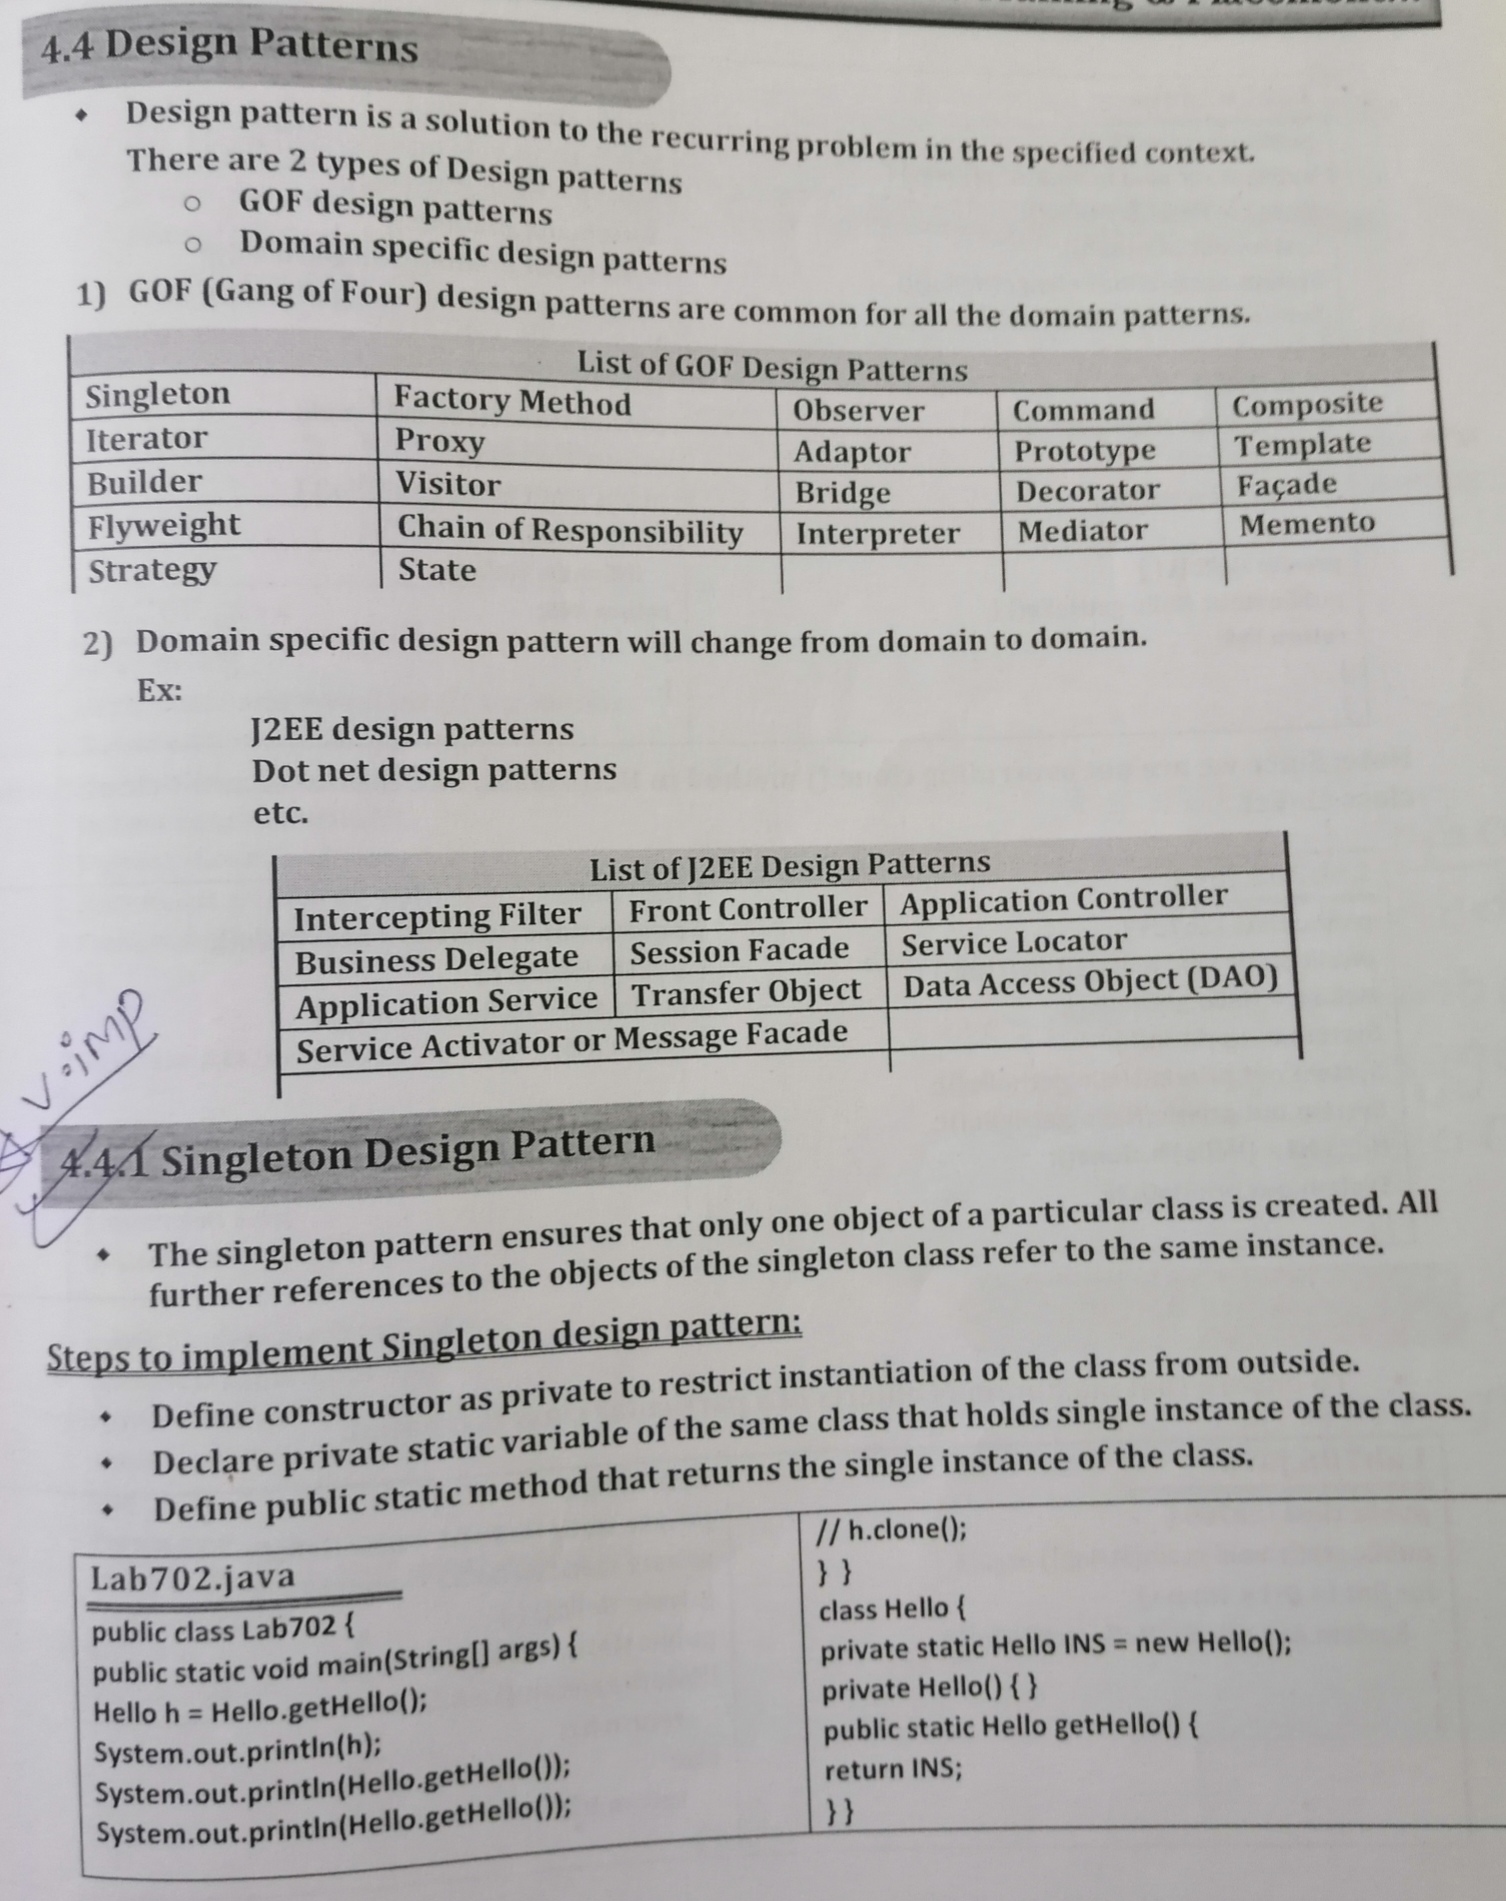 4.4 Design Patterns
Design pattern is a solution to the recurring problem in the specified context.
There are 2 types of Design patterns
GOF design patterns
Domain specific design patterns
1) GOF (Gang of Four) design patterns are common for all the domain patterns.
List of GOF Design Patterns
Singleton Factory Method Observer Command Composite
Iterator Proxy Adaptor Prototype Template
Builder Visitor Bridge Decorator Façade
Flyweight Chain of Responsibility Interpreter Mediator Memento
Strategy State
2) Domain specific design pattern will change from domain to domain.
Ex:
J2EE design patterns
Dot net design patterns
etc.
List of J2EE Design Patterns
Intercepting Filter Front Controller Application Controller
Business Delegate Session Facade Service Locator
Application Service Transfer Object Data Access Object (DAO)
Service Activator or Message Facade
V.imp
4.4.1 Singleton Design Pattern
The singleton pattern ensures that only one object of a particular class is created. All
further references to the objects of the singleton class refer to the same instance.
Steps to implement Singleton design pattern:
Define constructor as private to restrict instantiation of the class from outside.
Declare private static variable of the same class that holds single instance of the class.
Define public static method that returns the single instance of the class.
Lab702.java
public class Lab702 {
public static void main(String[] args) {
Hello h = Hello.getHello();
System.out.println(h);
System.out.println(Hello.getHello());
System.out.println(Hello.getHello());
// h.clone();
} }
class Hello {
private static Hello INS = new Hello();
private Hello() { }
public static Hello getHello() {
return INS;
}}